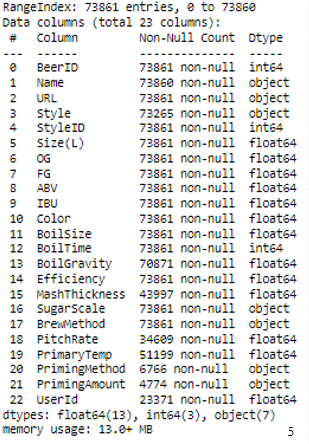 RangeIndex: 73861 entries, 0 to 73860
Data columns (total 23 columns):
 #   Column         Non-Null Count  Dtype
---  ------         --------------  -----
 0   BeerID         73861 non-null  int64
 1   Name           73860 non-null  object
 2   URL            73861 non-null  object
 3   Style          73265 non-null  object
 4   StyleID        73861 non-null  int64
 5   Size(L)        73861 non-null  float64
 6   OG             73861 non-null  float64
 7   FG             73861 non-null  float64
 8   ABV            73861 non-null  float64
 9   IBU            73861 non-null  float64
 10  Color          73861 non-null  float64
 11  BoilSize       73861 non-null  float64
 12  BoilTime       73861 non-null  int64
 13  BoilGravity    70871 non-null  float64
 14  Efficiency     73861 non-null  float64
 15  MashThickness  43997 non-null  float64
 16  SugarScale     73861 non-null  object
 17  BrewMethod     73861 non-null  object
 18  PitchRate      34609 non-null  float64
 19  PrimaryTemp    51199 non-null  float64
 20  PrimingMethod  6766 non-null   object
 21  PrimingAmount  4774 non-null   object
 22  UserId         23371 non-null  float64
dtypes: float64(13), int64(3), object(7)
memory usage: 13.0+ MB
5